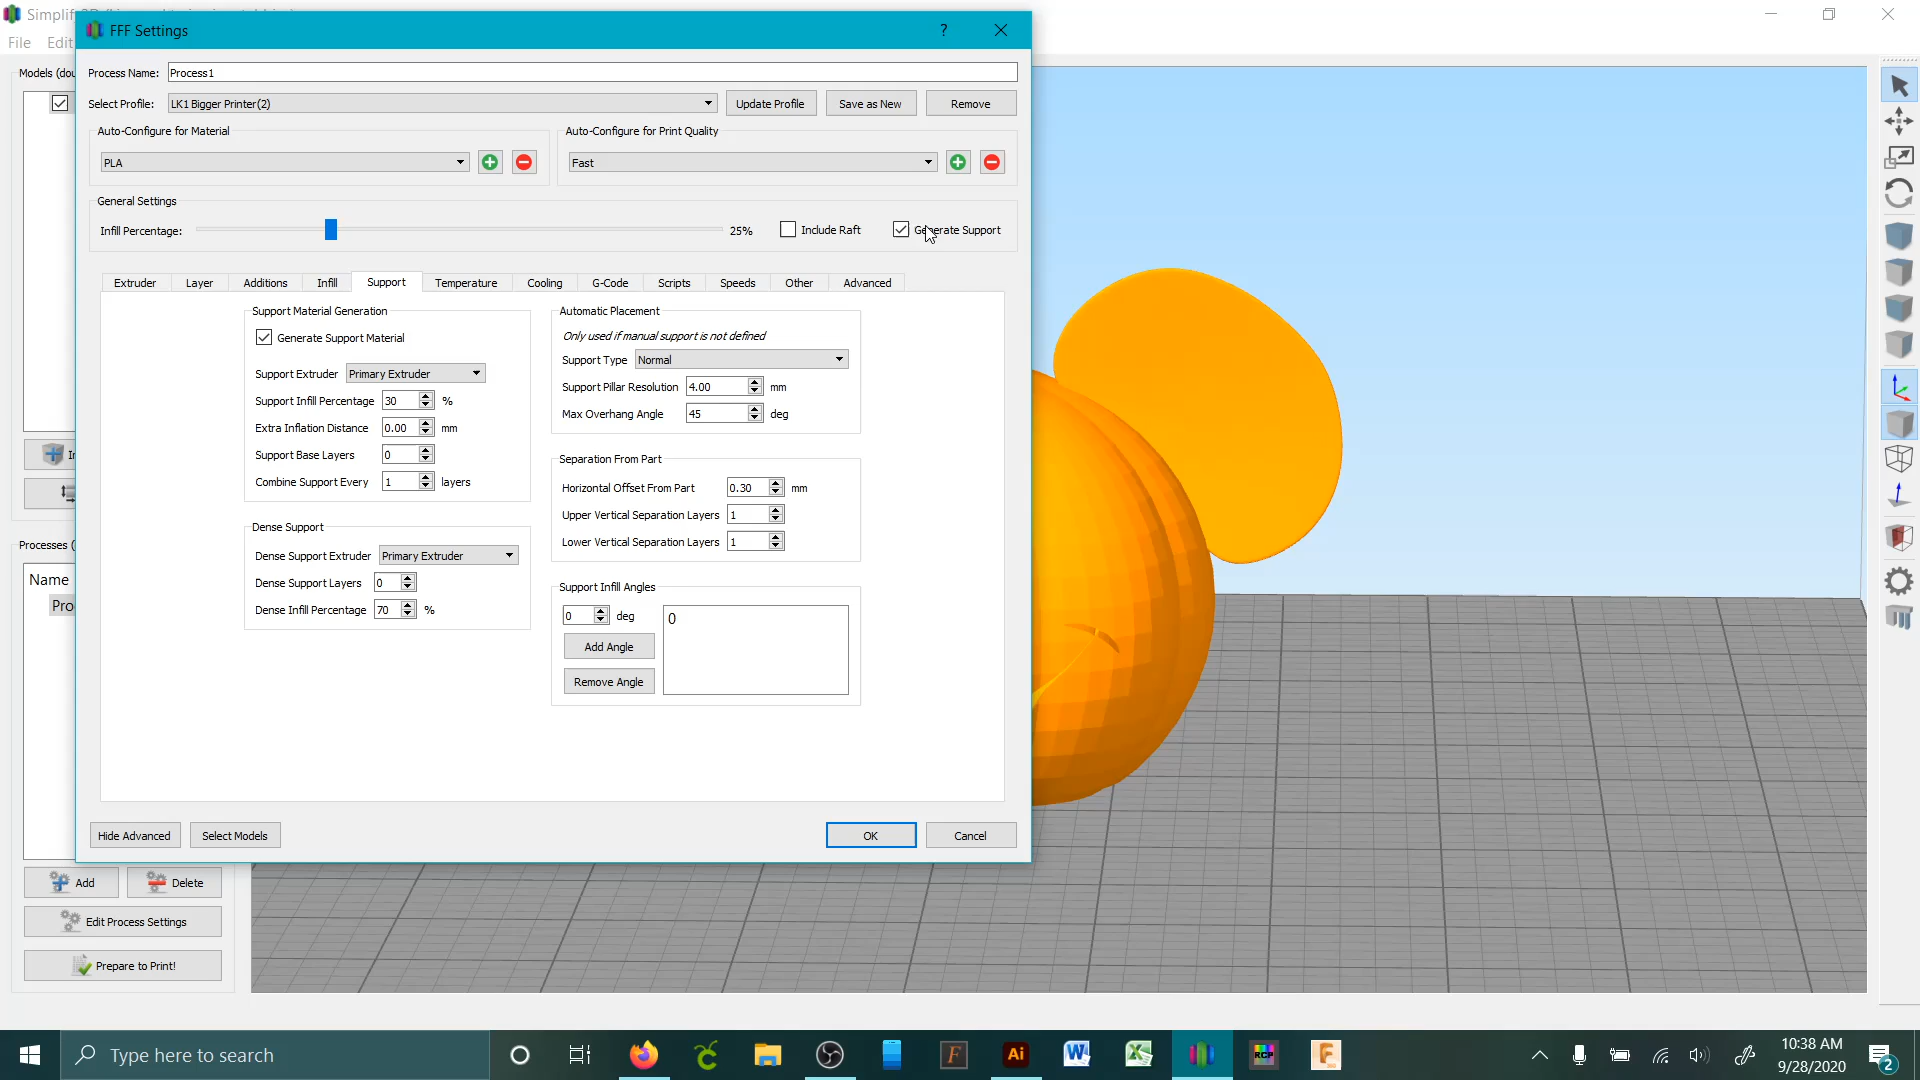 Simplif
FFF Settings
?
File Edit
Models (dou
Process Name: Process1
Select Profile: LK1 Bigger Printer(2) Update Profile Save as New Remove
Auto-Configure for Material
Auto-Configure for Print Quality
PLA
Fast
General Settings
Infill Percentage: 25% Include Raft Generate Support
Extruder Layer Additions Infill Support Temperature Cooling G-Code Scripts Speeds Other Advanced
Support Material Generation
Generate Support Material
Support Extruder Primary Extruder
Support Infill Percentage 30 %
Extra Inflation Distance 0.00 mm
Support Base Layers 0
Combine Support Every 1 layers
Dense Support
Dense Support Extruder Primary Extruder
Dense Support Layers 0
Dense Infill Percentage 70 %
Automatic Placement
Only used if manual support is not defined
Support Type Normal
Support Pillar Resolution 4.00 mm
Max Overhang Angle 45 deg
Separation From Part
Horizontal Offset From Part 0.30 mm
Upper Vertical Separation Layers 1
Lower Vertical Separation Layers 1
Support Infill Angles
0 deg
Add Angle
Remove Angle
0
Processes (
Name
Pro
Hide Advanced Select Models OK Cancel
Add Delete
Edit Process Settings
Prepare to Print!
Type here to search
Ai
RCP
10:38 AM
9/28/2020
2